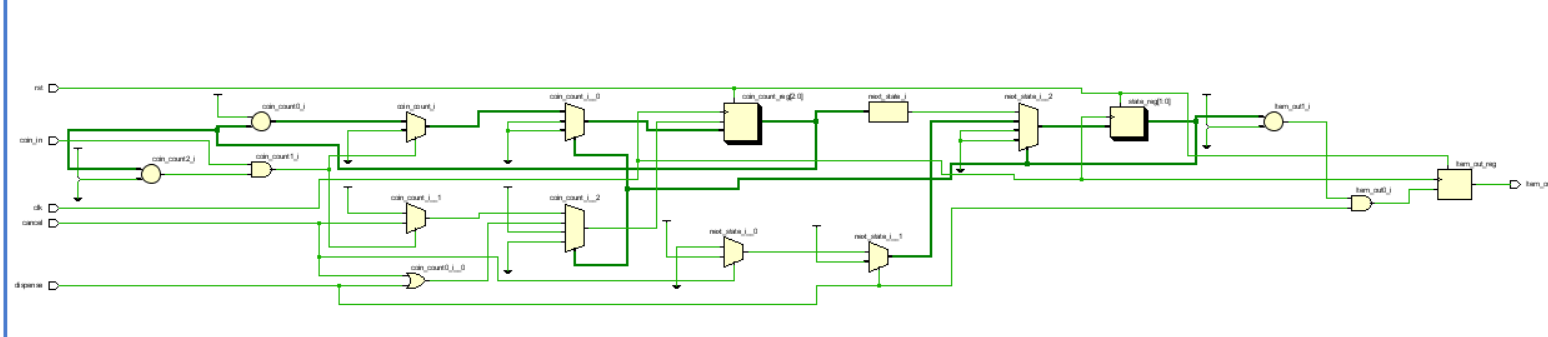 rst
coin_in
clk
cancel
dispense
coin_count0_i
coin_count2_i
coin_count1_i
coin_count_i
coin_count_i__1
coin_count0_i__0
coin_count_i__0
coin_count_i__2
coin_count_reg[2:0]
next_state_i__0
next_state_i
next_state_i__1
next_state_i__2
state_reg[1:0]
item_out1_i
item_out0_i
item_out_reg
item_o